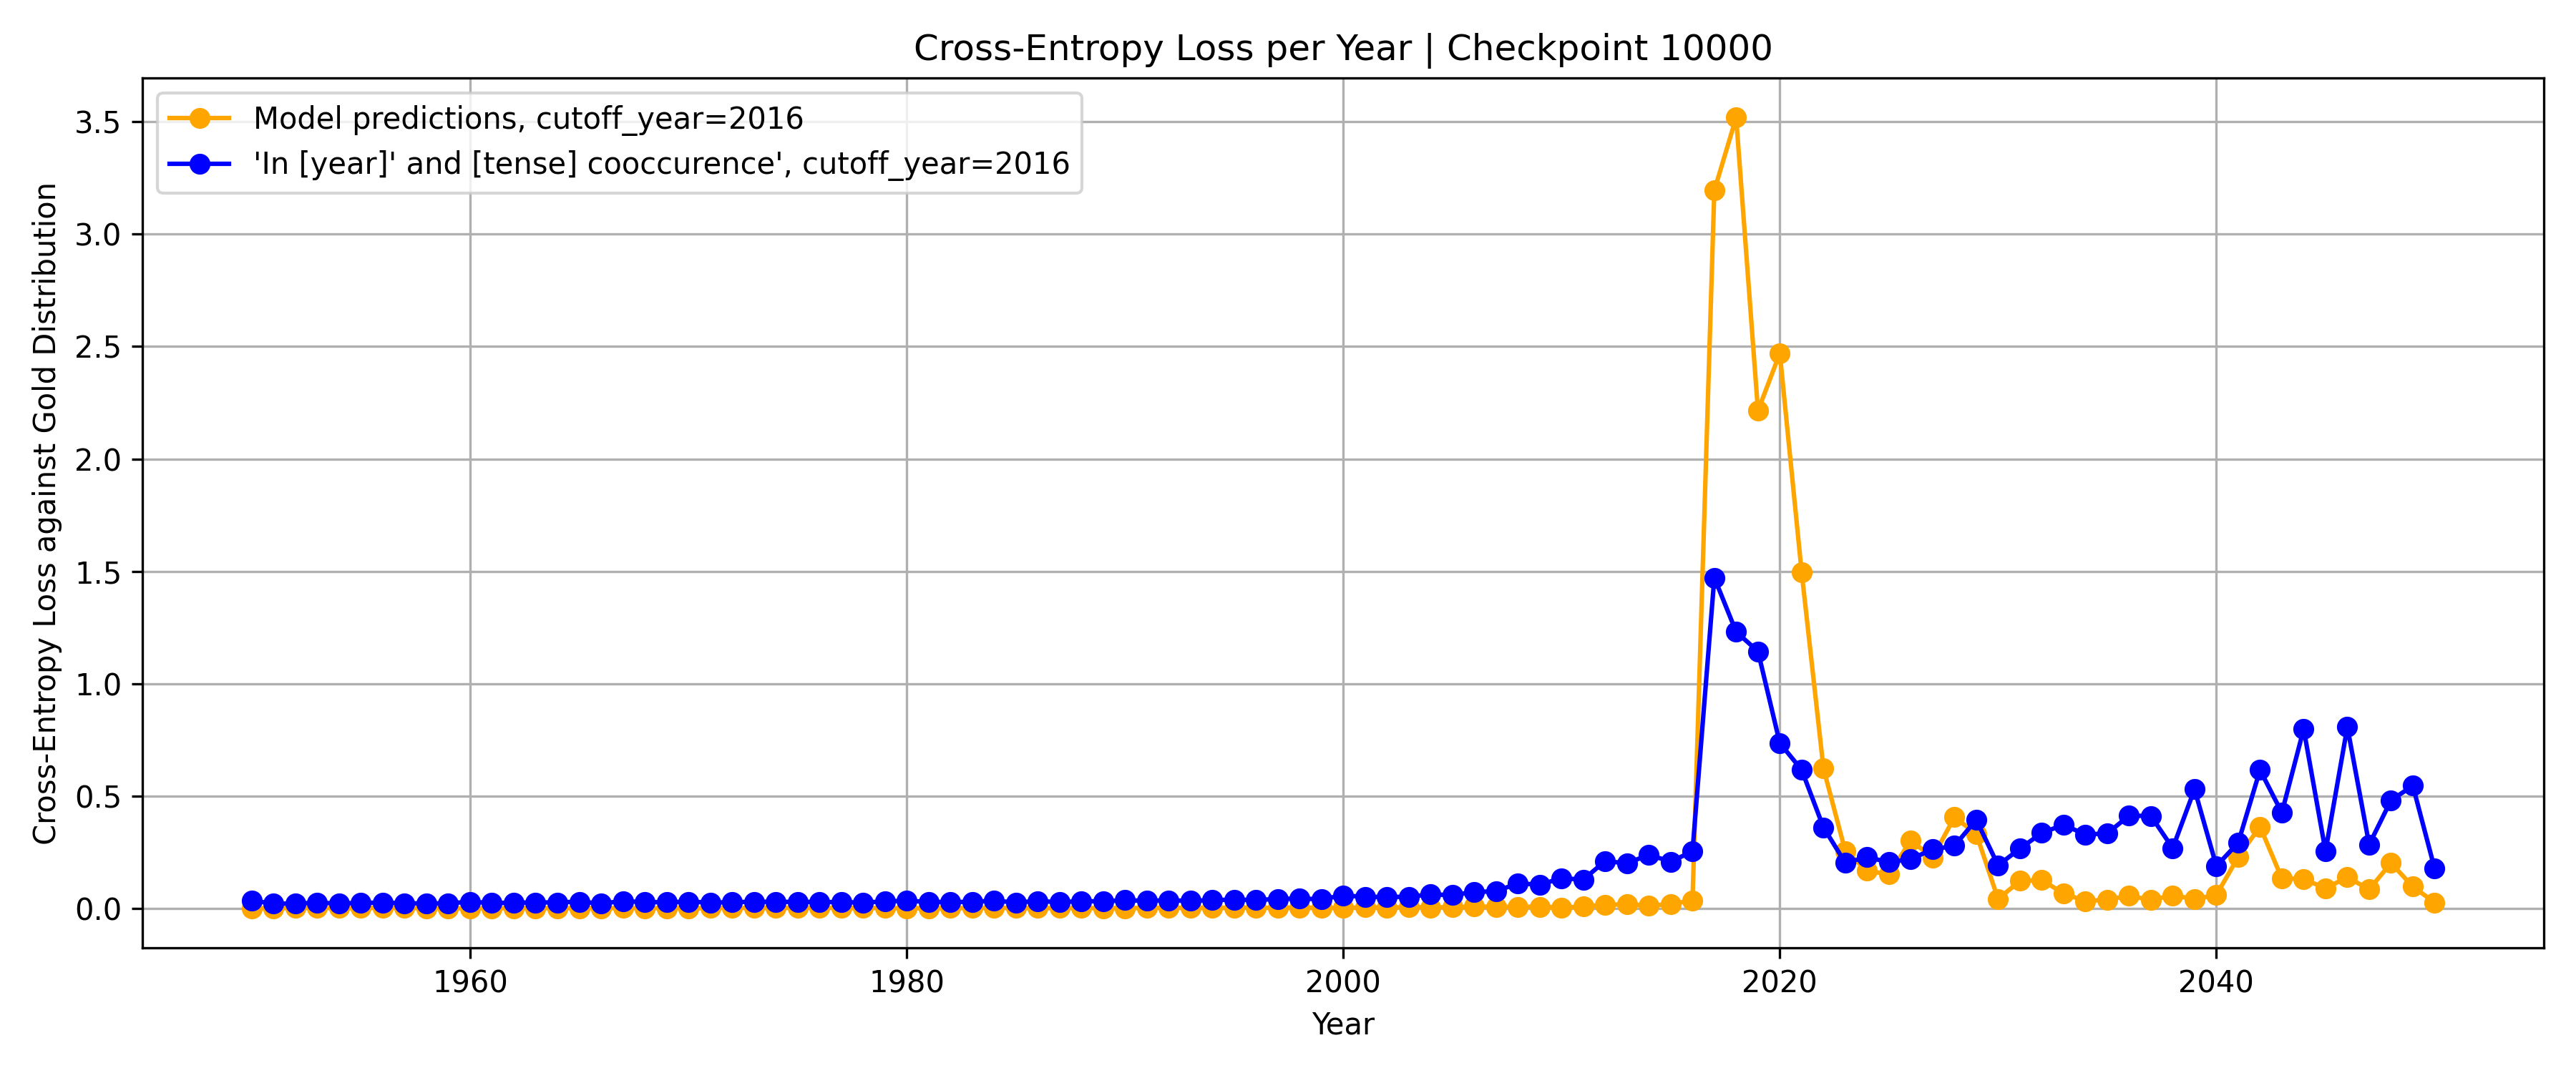 Cross-Entropy Loss per Year | Checkpoint 10000
Model predictions, cutoff_year=2016
'In [year]' and [tense] cooccurence', cutoff_year=2016
Cross-Entropy Loss against Gold Distribution
3.5
3.0
2.5
2.0
1.5
1.0
0.5
0.0
1960 1980 2000 2020 2040
Year